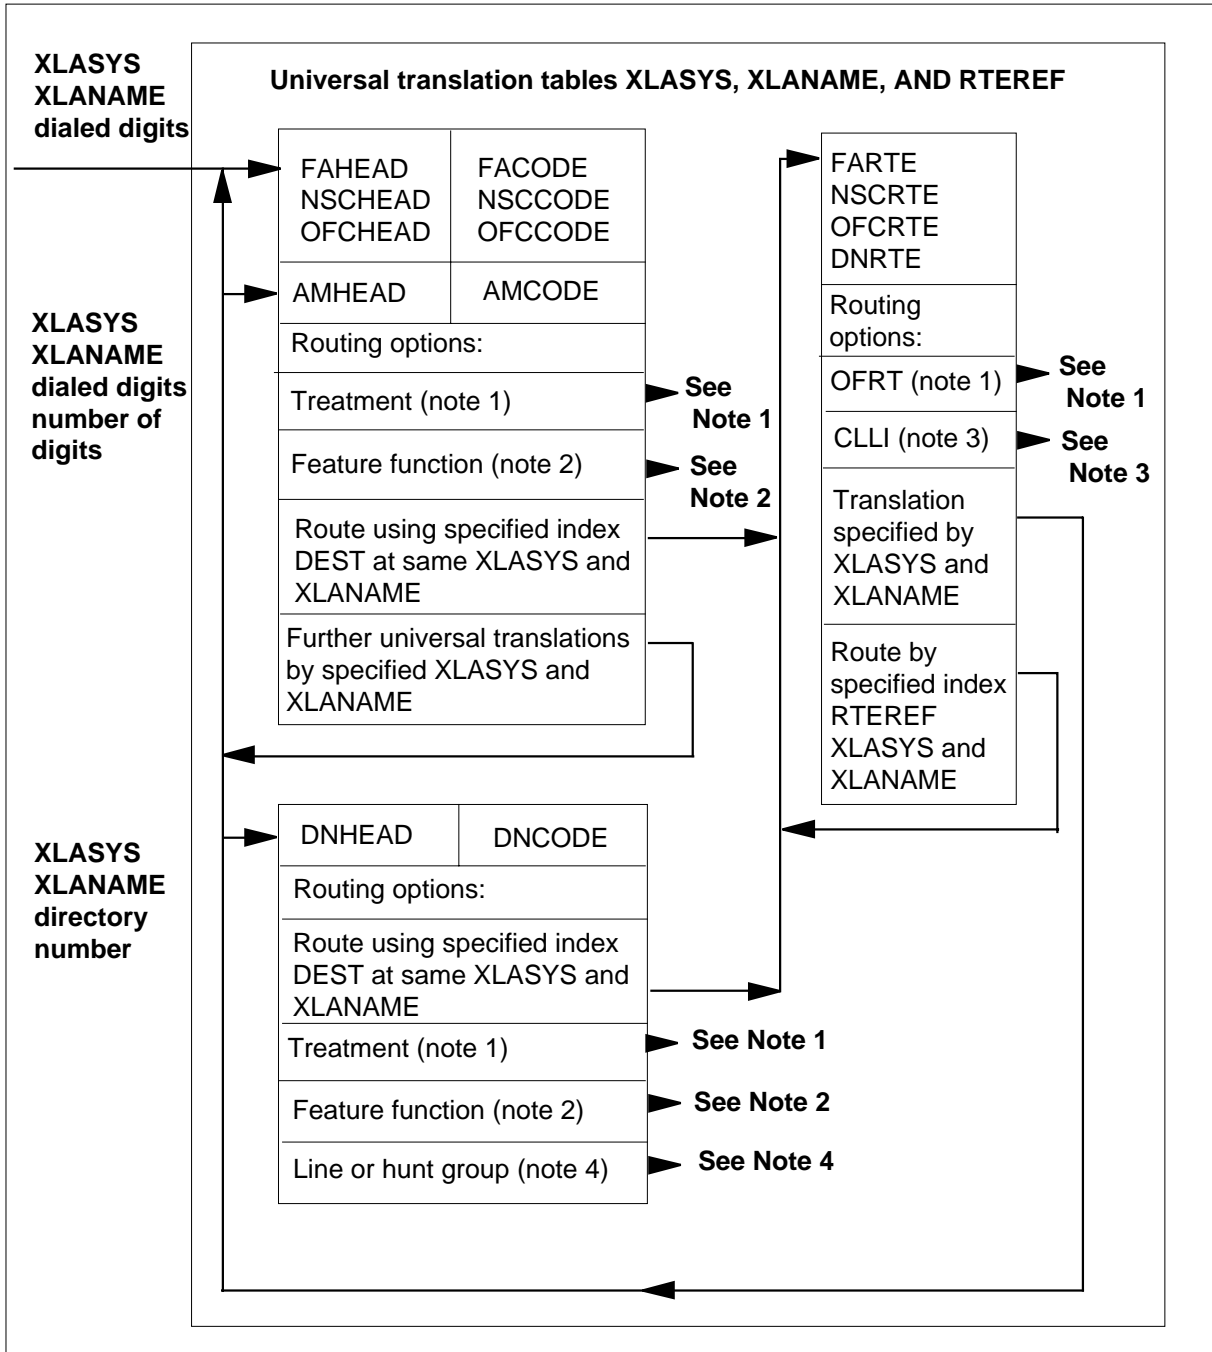 XLASYS
XLANAME
dialed digits
Universal translation tables XLASYS, XLANAME, AND RTEREF
FAHEAD
NSCHEAD
OFCHEAD
FACODE
NSCCODE
OFCCODE
AMHEAD
AMCODE
Routing options:
Treatment (note 1)
See
Note 1
Feature function (note 2)
See
Note 2
Route using specified index
DEST at same XLASYS and
XLANAME
Further universal translations
by specified XLASYS and
XLANAME
FARTE
NSCRTE
OFCRTE
DNRTE
Routing
options:
OFRT (note 1)
See
Note 1
CLLI (note 3)
See
Note 3
Translation
specified by
XLASYS and
XLANAME
Route by
specified index
RTEREF
XLASYS and
XLANAME
XLASYS
XLANAME
dialed digits
number of
digits
XLASYS
XLANAME
directory
number
DNHEAD
DNCODE
Routing options:
Route using specified index
DEST at same XLASYS and
XLANAME
Treatment (note 1)
See Note 1
Feature function (note 2)
See Note 2
Line or hunt group (note 4)
See Note 4